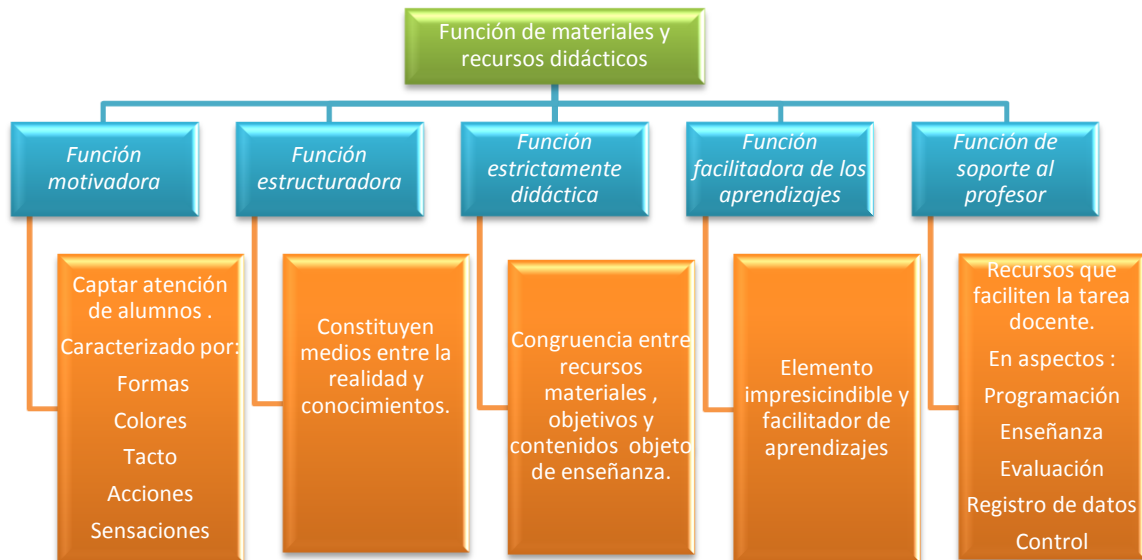 Función de materiales y
recursos didácticos
Función
motivadora
Función
estructuradora
Función
estrictamente
didáctica
Función
facilitadora de los
aprendizajes
Función de
soporte al
profesor
Captar atención
de alumnos .
Caracterizado por:
Formas
Colores
Tacto
Acciones
Sensaciones
Constituyen
medios entre la
realidad y
conocimientos.
Congruencia entre
recursos
materiales ,
objetivos y
contenidos objeto
de enseñanza.
Elemento
impresicindible y
facilitador de
aprendizajes
Recursos que
faciliten la tarea
docente.
En aspectos :
Programación
Enseñanza
Evaluación
Registro de datos
Control